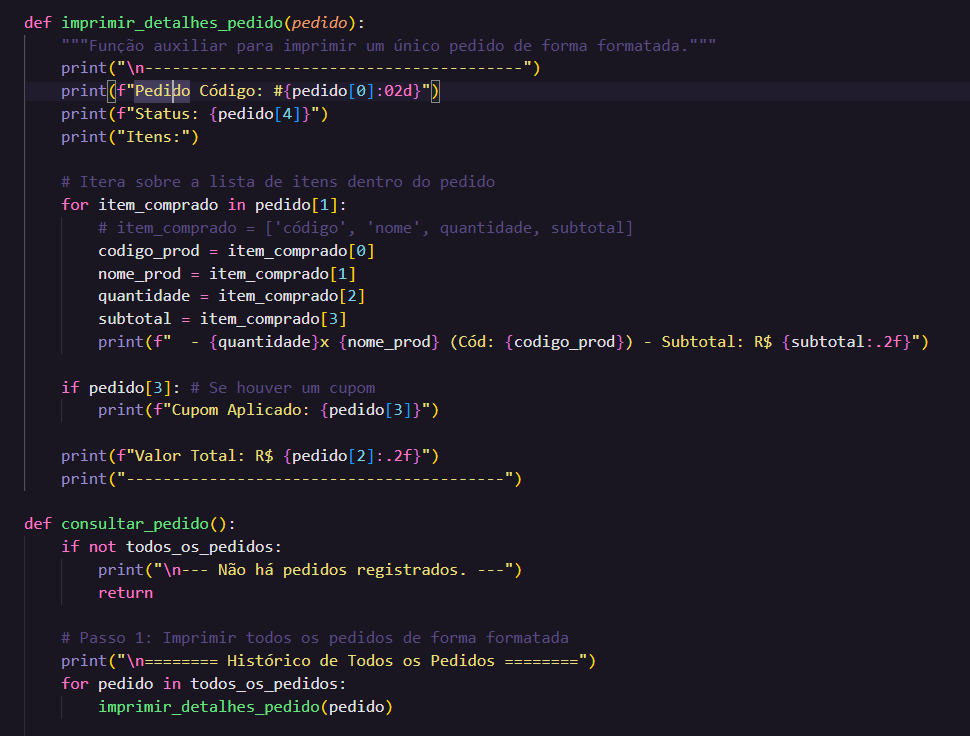 def imprimir_detalhes_pedido(pedido):
    """Função auxiliar para imprimir um único pedido de forma formatada."""
    print("\n-----------------------------------------")
    print(f"Pedido Código: #{pedido[0]:02d}")
    print(f"Status: {pedido[4]}")
    print("Itens:")

    # Itera sobre a lista de itens dentro do pedido
    for item_comprado in pedido[1]:
        # item_comprado = ['código', 'nome', quantidade, subtotal]
        codigo_prod = item_comprado[0]
        nome_prod = item_comprado[1]
        quantidade = item_comprado[2]
        subtotal = item_comprado[3]
        print(f"  - {quantidade}x {nome_prod} (Cód: {codigo_prod}) - Subtotal: R$ {subtotal:.2f}")

    if pedido[3]: # Se houver um cupom
        print(f"Cupom Aplicado: {pedido[3]}")

    print(f"Valor Total: R$ {pedido[2]:.2f}")
    print("-----------------------------------------")

def consultar_pedido():
    if not todos_os_pedidos:
        print("\n--- Não há pedidos registrados. ---")
        return

    # Passo 1: Imprimir todos os pedidos de forma formatada
    print("\n======== Histórico de Todos os Pedidos ========")
    for pedido in todos_os_pedidos:
        imprimir_detalhes_pedido(pedido)